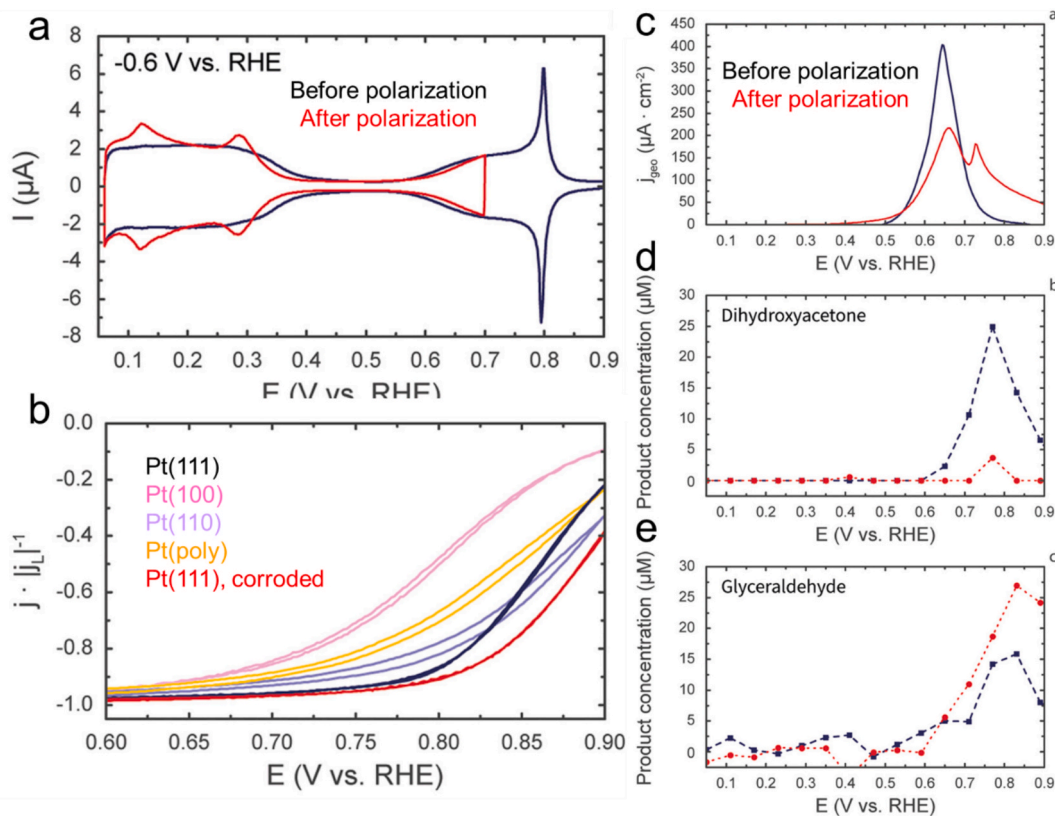 a
-0.6 V vs. RHE
Before polarization
After polarization
8
6
4
2
0
2
4
6
8
I (µA)
0.1 0.2 0.3 0.4 0.5 0.6 0.7 0.8 0.9
E (V vs. RHE)
b
Pt(111)
Pt(100)
Pt(110)
Pt(poly)
Pt(111), corroded
0.0
-0.2
-0.4
-0.6
-0.8
-1.0
j · |jL|-1
0.60 0.65 0.70 0.75 0.80 0.85 0.90
E (V vs. RHE)
c
a
Before polarization
After polarization
450
400
350
300
250
200
150
100
50
0
jgeo (µA · cm-2)
0.1 0.2 0.3 0.4 0.5 0.6 0.7 0.8 0.9
E (V vs. RHE)
d
b
Dihydroxyacetone
30
25
20
15
10
5
0
Product concentration (µM)
0.1 0.2 0.3 0.4 0.5 0.6 0.7 0.8 0.9
E (V vs. RHE)
e
Glyceraldehyde
30
25
20
15
10
5
0
Product concentration (µM)
0.1 0.2 0.3 0.4 0.5 0.6 0.7 0.8 0.9
E (V vs. RHE)